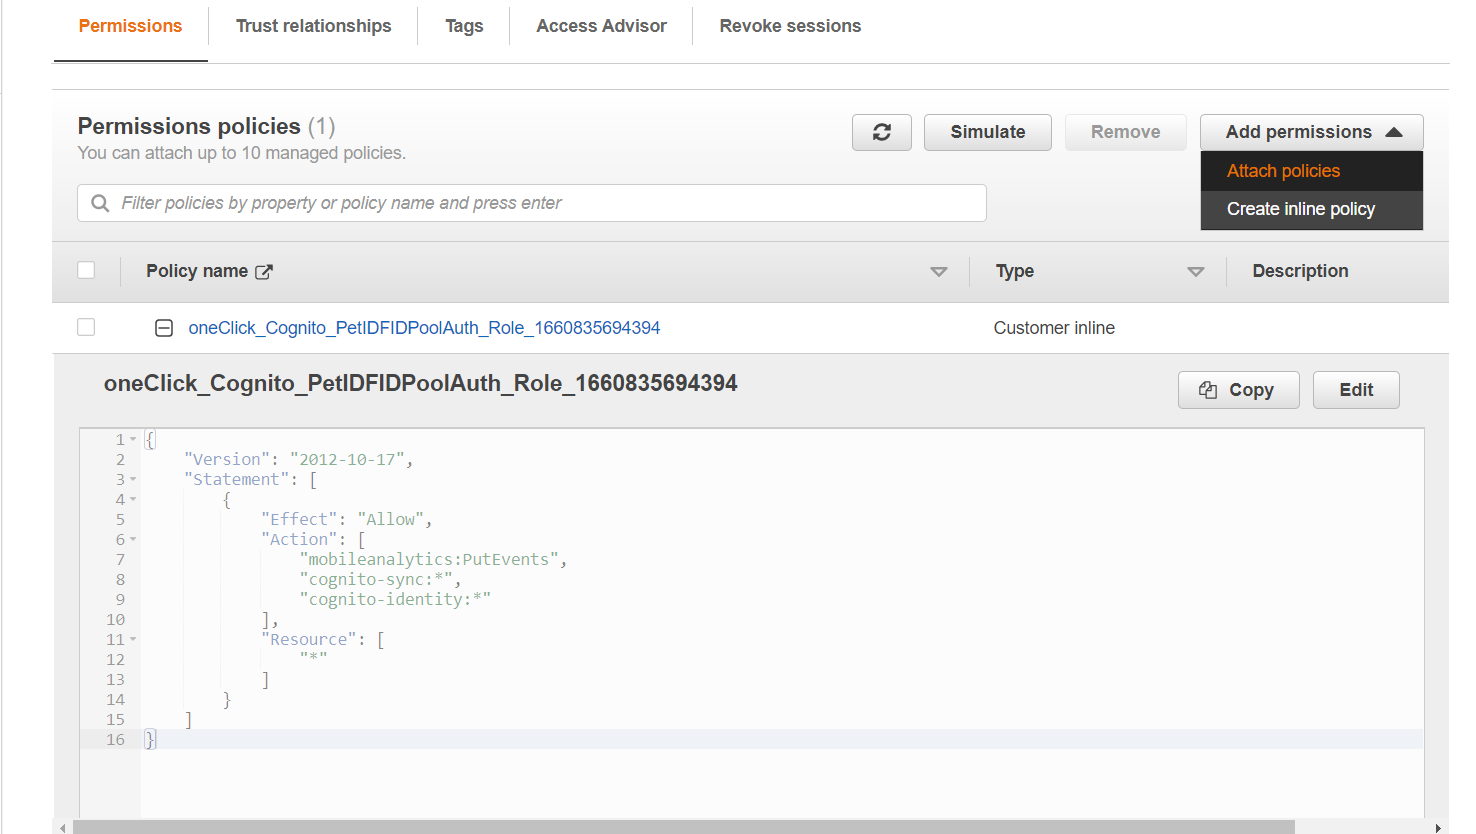 Permissions Trust relationships Tags Access Advisor Revoke sessions
Permissions policies (1)
You can attach up to 10 managed policies.
Simulate Remove Add permissions
Attach policies
Create inline policy
Filter policies by property or policy name and press enter
Policy name Type Description
oneClick_Cognito_PetIDFIDPoolAuth_Role_1660835694394 Customer inline
oneClick_Cognito_PetIDFIDPoolAuth_Role_1660835694394
Copy Edit
1 {
2 "Version": "2012-10-17",
3 "Statement": [
4 {
5 "Effect": "Allow",
6 "Action": [
7 "mobileanalytics:PutEvents",
8 "cognito-sync:*",
9 "cognito-identity:*"
10 ],
11 "Resource": [
12 "*"
13 ]
14 }
15 ]
16 }